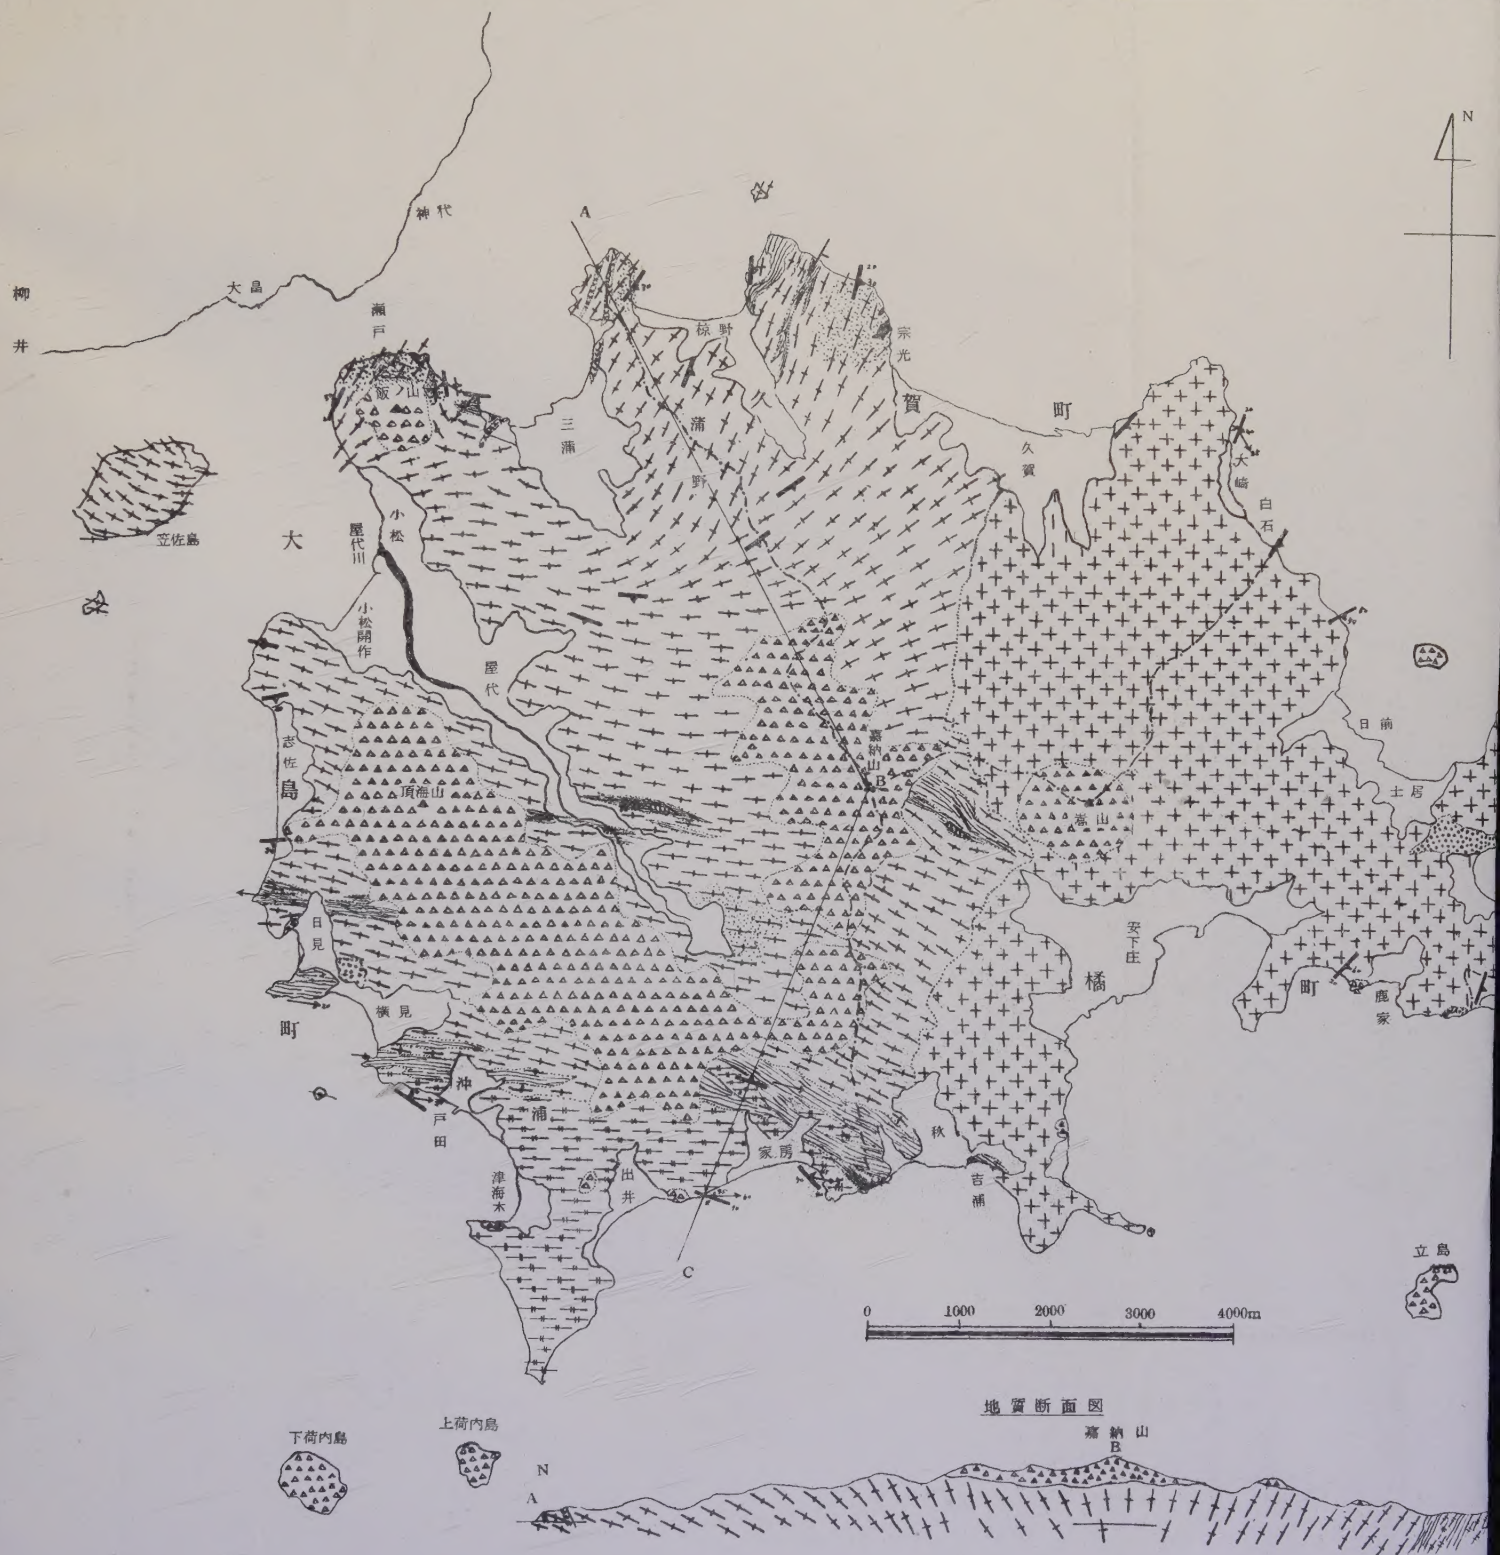 N
神代
A
柳井
大畠
瀬戸
椋野
宗光
飯ノ山
久賀町
三蒲
蒲野
久賀
大崎
白石
笠佐島
大島町
屋代川
小松
小松開作
屋代
志佐
日前
嘉納山
B
頂海山
土居
嵩山
日見
安下庄
橘町
鹿家
横見
沖浦
戸田
秋
家房
出井
津海木
吉浦
立島
C
0 1000 2000 3000 4000m
地質断面図
嘉納山
B
上荷内島
下荷内島
N
A